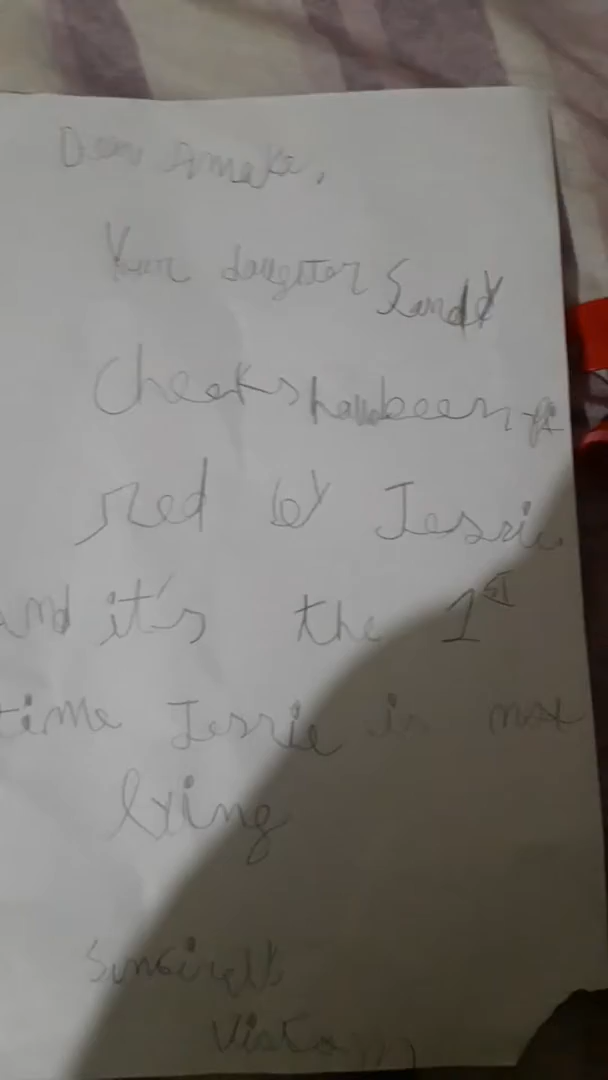 Dear Amaka,
Your daughter Sandy
Cheeks have been fi
red by Jessie
and it's the 1ST
time Jessie is not
lying